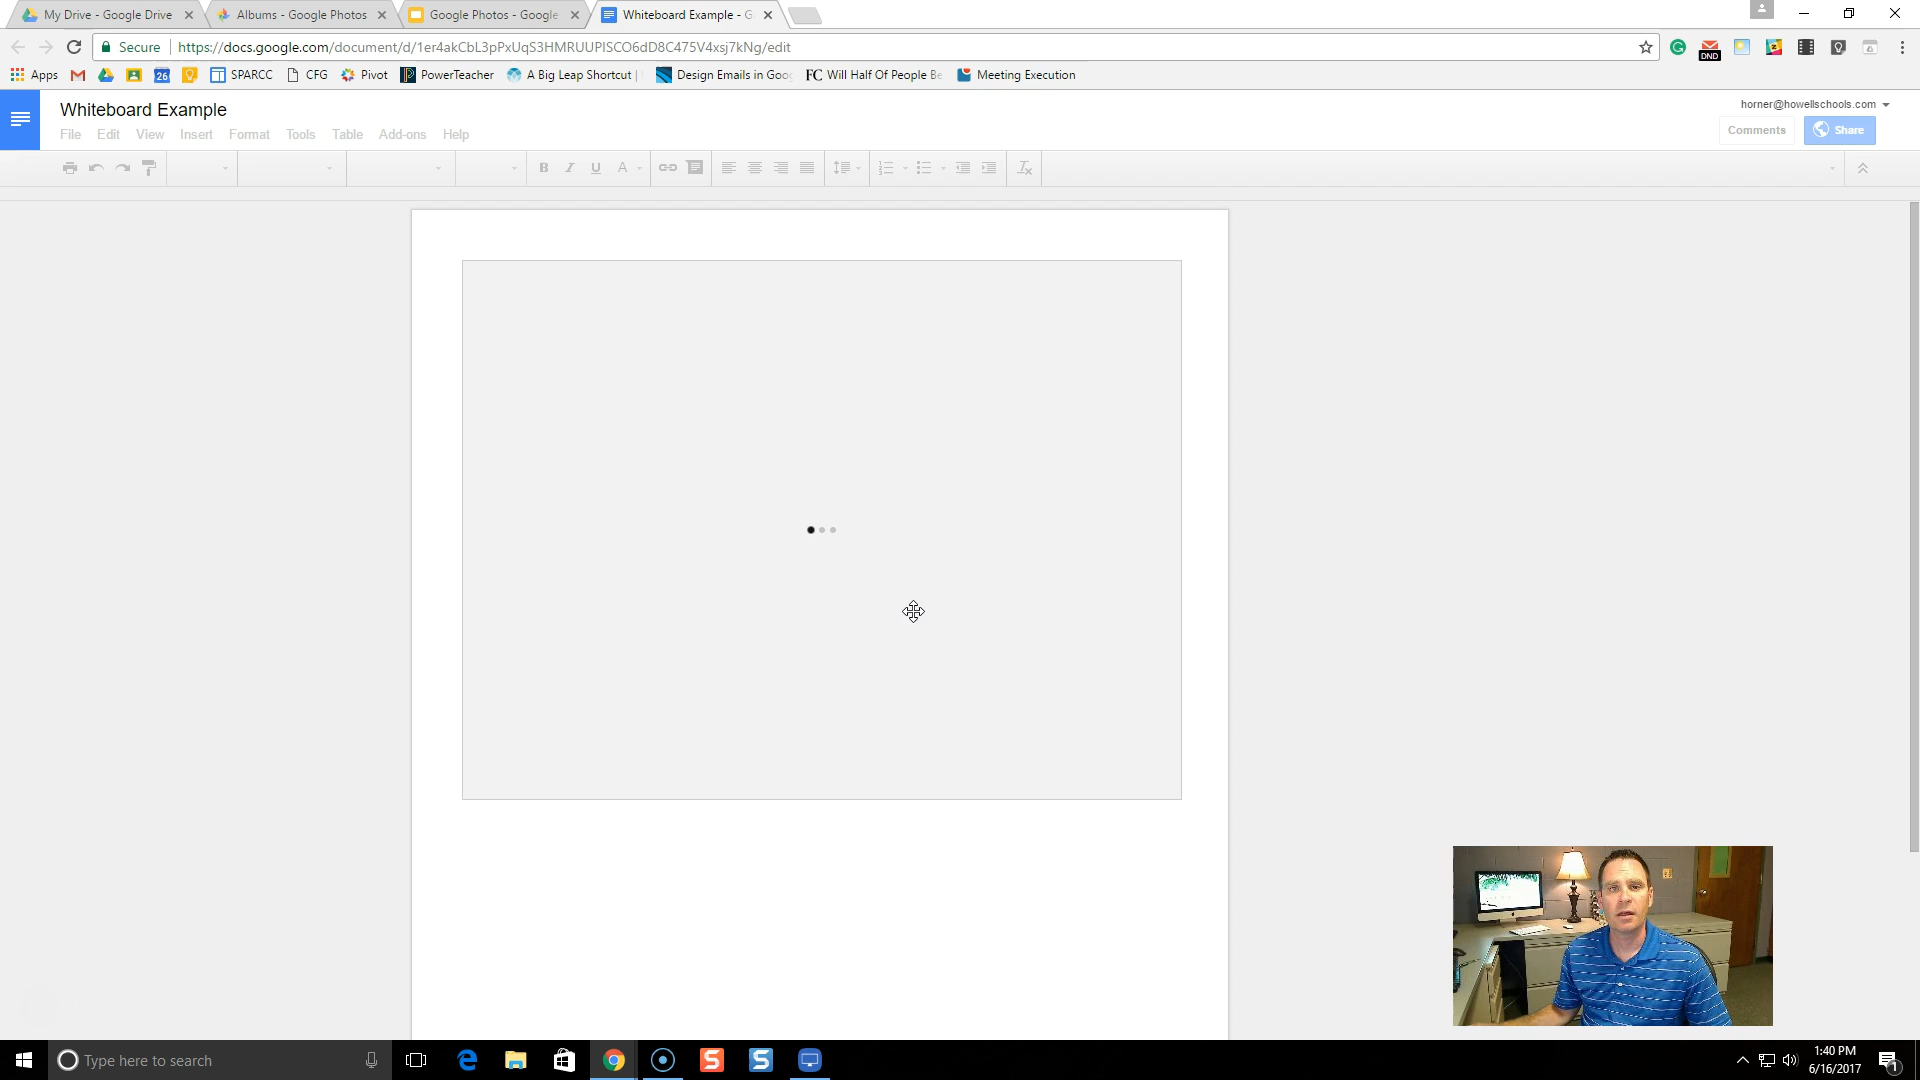 My Drive - Google Drive
Albums - Google Photos
Google Photos - Google
Whiteboard Example - G
Secure
https://docs.google.com/document/d/1er4akCbL3pPxUqS3HMRUUPISCO6dD8C475V4xsj7kNg/edit
DND
Apps
26
SPARCC
CFG
Pivot
PowerTeacher
A Big Leap Shortcut |
Design Emails in Goo
FC Will Half Of People Be
Meeting Execution
Whiteboard Example
horner@howellschools.com
File Edit View Insert Format Tools Table Add-ons Help
Comments
Share
B I U A
Type here to search
1:40 PM
6/16/2017
1